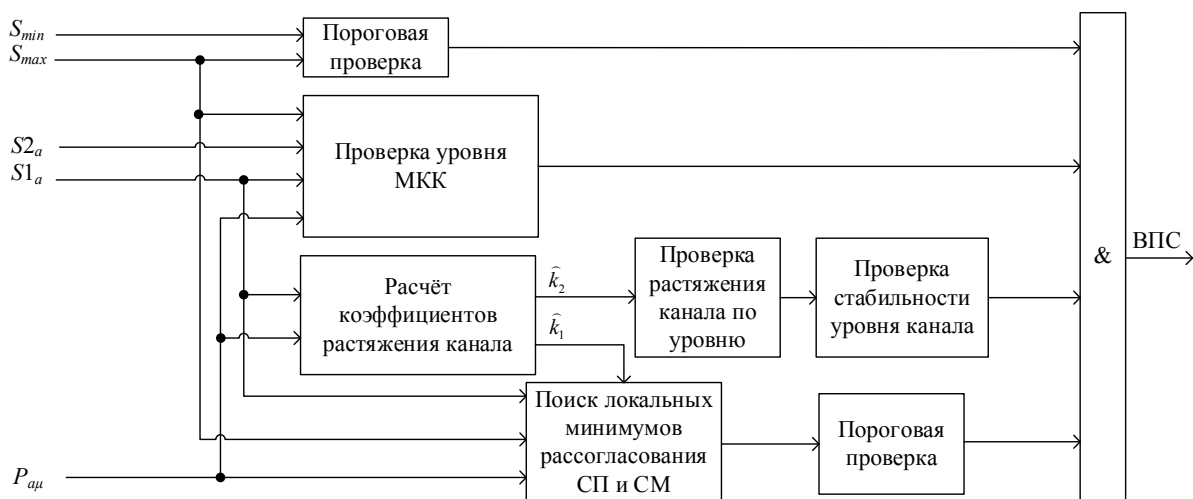 S_min
S_max
Пороговая
проверка
S2_a
S1_a
Проверка уровня
МКК
Расчёт
коэффициентов
растяжения канала
k̂_2
k̂_1
Проверка
растяжения
канала по
уровню
Проверка
стабильности
уровня канала
&
ВПС
Поиск локальных
минимумов
рассогласования
СП и СМ
Пороговая
проверка
P_aμ